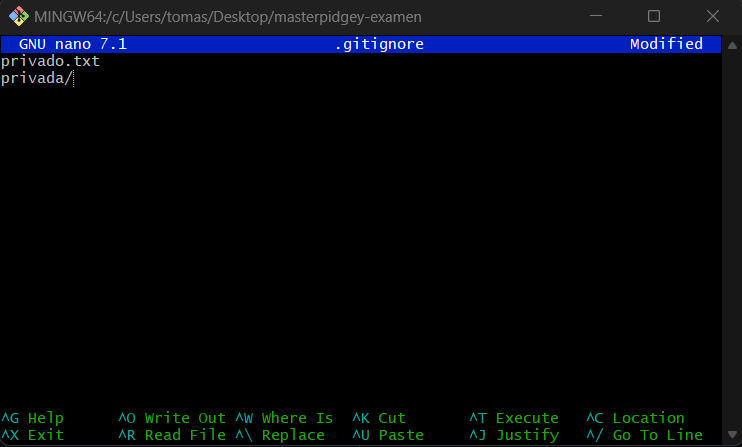 MINGW64:/c/Users/tomas/Desktop/masterpidgey-examen
GNU nano 7.1 .gitignore Modified
privado.txt
privada/
^G Help ^O Write Out ^W Where Is ^K Cut ^T Execute ^C Location
^X Exit ^R Read File ^\ Replace ^U Paste ^J Justify ^/ Go To Line